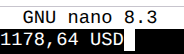 GNU nano 8.3
1178,64 USD